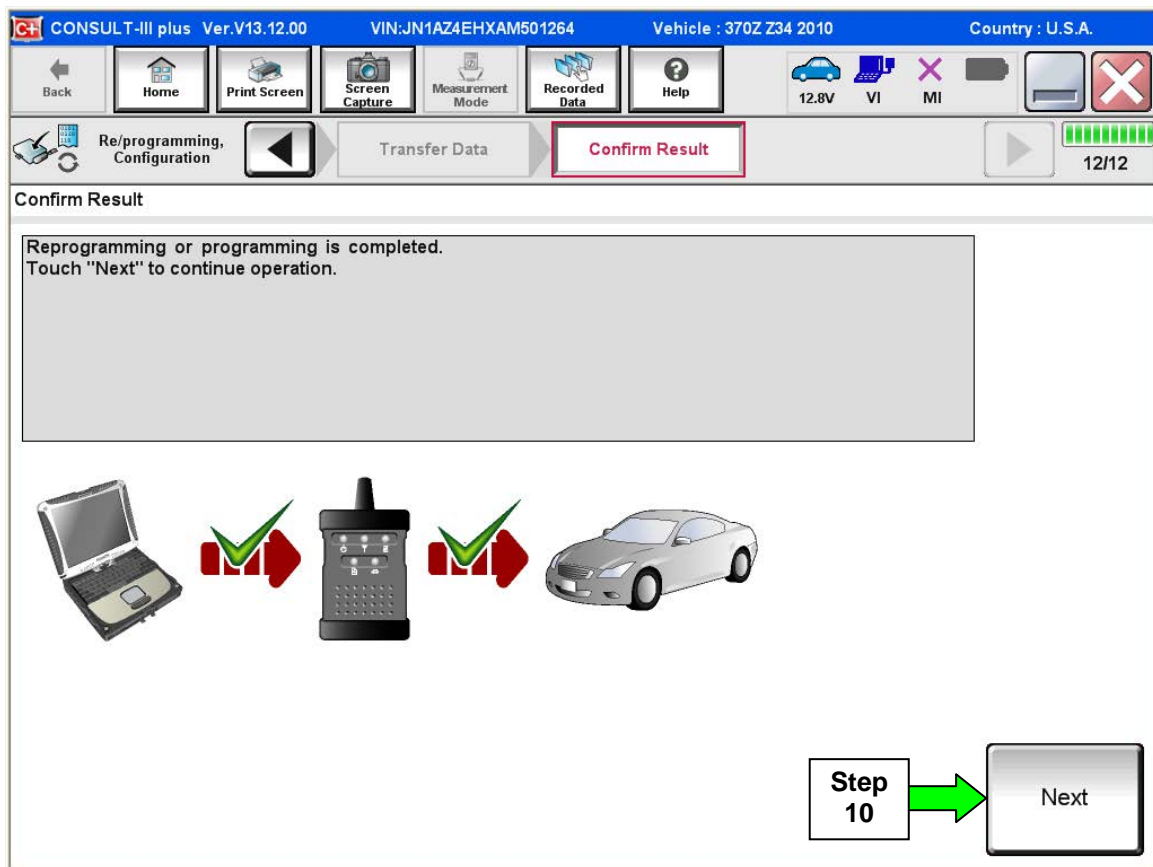 C+ CONSULT-III plus Ver.V13.12.00 VIN:JN1AZ4EHXAM501264 Vehicle : 370Z Z34 2010 Country : U.S.A.
Back
Home
Print Screen
Screen
Capture
Measurement
Mode
Recorded
Data
?
Help
12.8V
VI
MI
Re/programming,
Configuration
Transfer Data
Confirm Result
12/12
Confirm Result
Reprogramming or programming is completed.
Touch "Next" to continue operation.
Step
10
Next